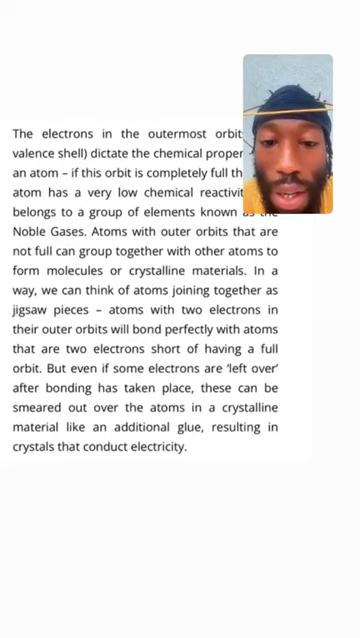 The electrons in the outermost orbit
valence shell) dictate the chemical proper
an atom – if this orbit is completely full th
atom has a very low chemical reactivit
belongs to a group of elements known as the
Noble Gases. Atoms with outer orbits that are
not full can group together with other atoms to
form molecules or crystalline materials. In a
way, we can think of atoms joining together as
jigsaw pieces – atoms with two electrons in
their outer orbits will bond perfectly with atoms
that are two electrons short of having a full
orbit. But even if some electrons are ‘left over’
after bonding has taken place, these can be
smeared out over the atoms in a crystalline
material like an additional glue, resulting in
crystals that conduct electricity.